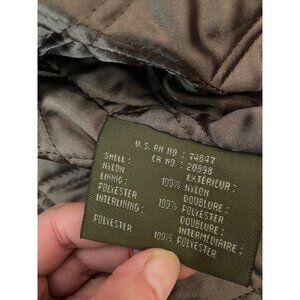 U.S. RN NO : 74847
CA NO : 20898
SHELL : EXTÉRIEUR :
NYLON 100% NYLON
LINING : DOUBLURE :
POLYESTER 100% POLYESTER
INTERLINING : DOUBLURE
INTERMÉDIAIRE :
POLYESTER 100% POLYESTER